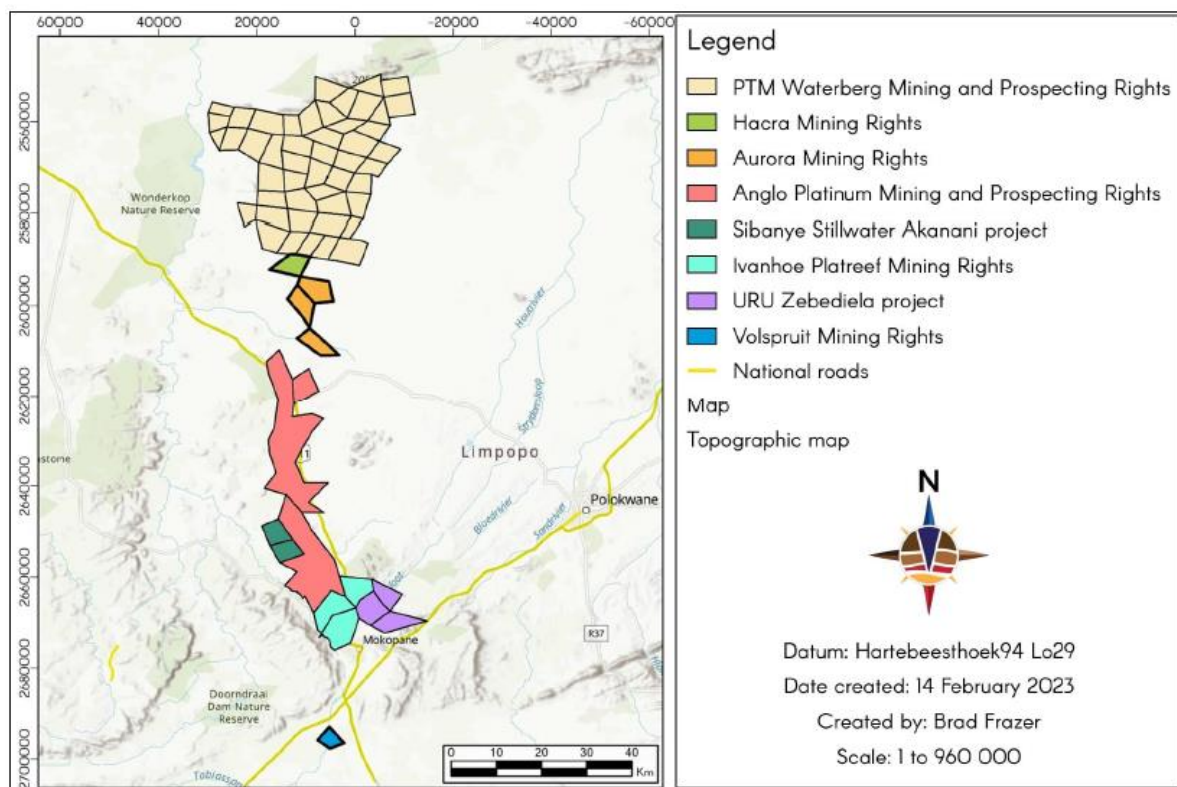 60000 40000 20000 0 -20000 -40000 -60000
2560000
2580000
2600000
2620000
2640000
2660000
2680000
2700000
Wonderkop
Nature Reserve
Houtrivier
Strydomsloop
Limpopo
Polokwane
Bloedrivier
Sandrivier
Mokopane
R37
Doorndraai
Dam Nature
Reserve
0 10 20 30 40
Km
Legend
PTM Waterberg Mining and Prospecting Rights
Hacra Mining Rights
Aurora Mining Rights
Anglo Platinum Mining and Prospecting Rights
Sibanye Stillwater Akanani project
Ivanhoe Platreef Mining Rights
URU Zebediela project
Volspruit Mining Rights
National roads
Map
Topographic map
N
Datum: Hartebeesthoek94 Lo29
Date created: 14 February 2023
Created by: Brad Frazer
Scale: 1 to 960 000